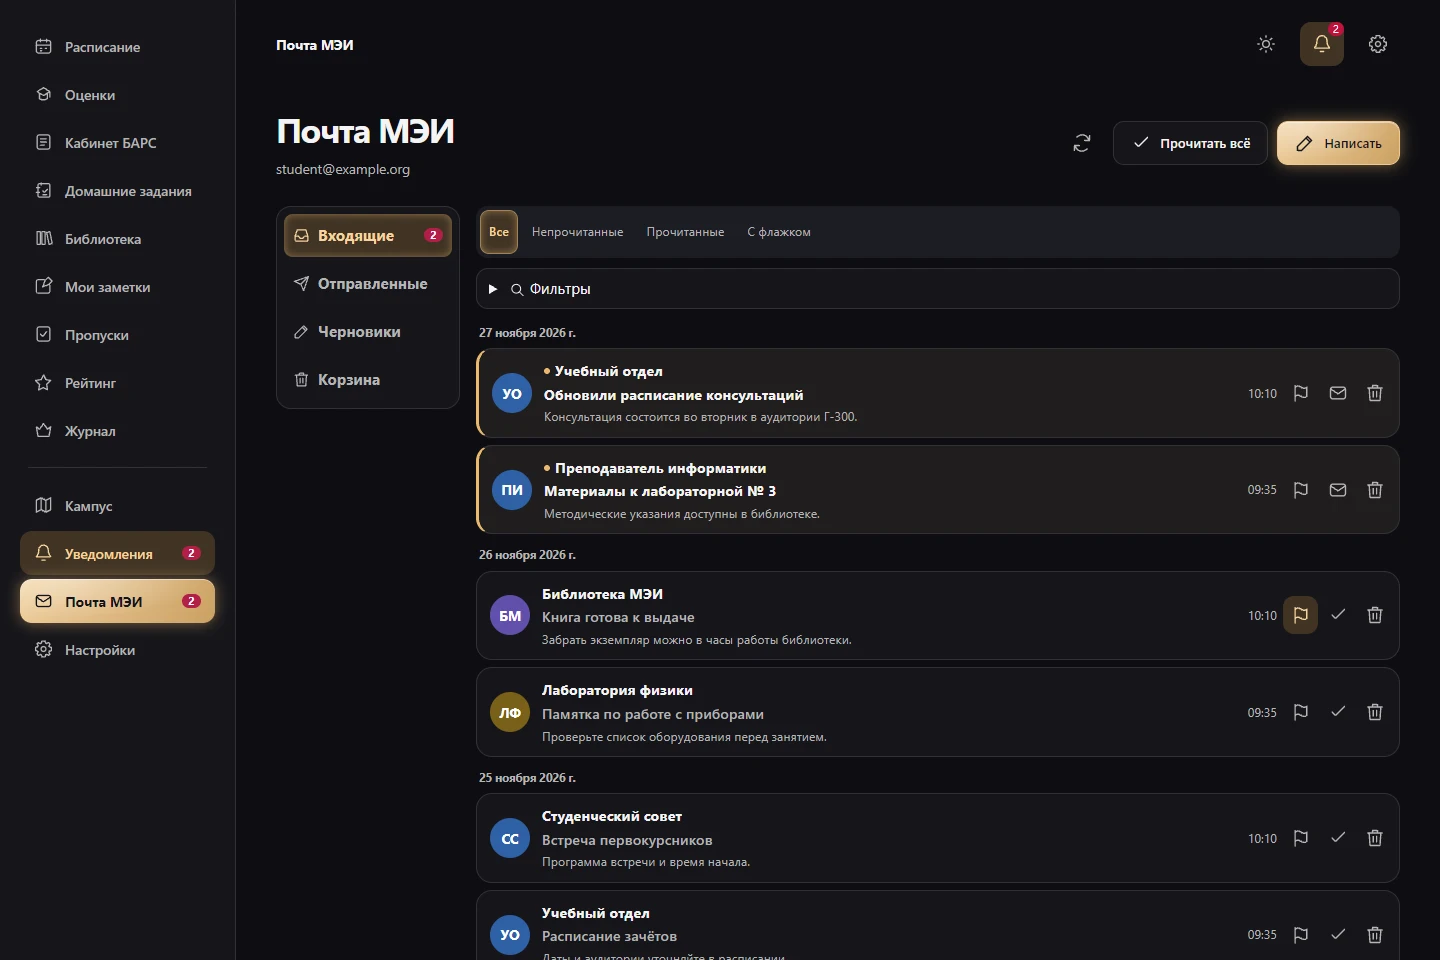 Расписание
Оценки
Кабинет БАРС
Домашние задания
Библиотека
Мои заметки
Пропуски
Рейтинг
Журнал
Кампус
Уведомления 2
Почта МЭИ 2
Настройки
Почта МЭИ
2
Почта МЭИ
student@example.org
Прочитать всё
Написать
Входящие 2
Отправленные
Черновики
Корзина
Все Непрочитанные Прочитанные С флажком
Фильтры
27 ноября 2026 г.
УО
Учебный отдел
Обновили расписание консультаций
Консультация состоится во вторник в аудитории Г-300.
10:10
ПИ
Преподаватель информатики
Материалы к лабораторной № 3
Методические указания доступны в библиотеке.
09:35
26 ноября 2026 г.
БМ
Библиотека МЭИ
Книга готова к выдаче
Забрать экземпляр можно в часы работы библиотеки.
10:10
ЛФ
Лаборатория физики
Памятка по работе с приборами
Проверьте список оборудования перед занятием.
09:35
25 ноября 2026 г.
СС
Студенческий совет
Встреча первокурсников
Программа встречи и время начала.
10:10
УО
Учебный отдел
Расписание зачётов
Даты и аудитории уточняйте в расписании.
09:35